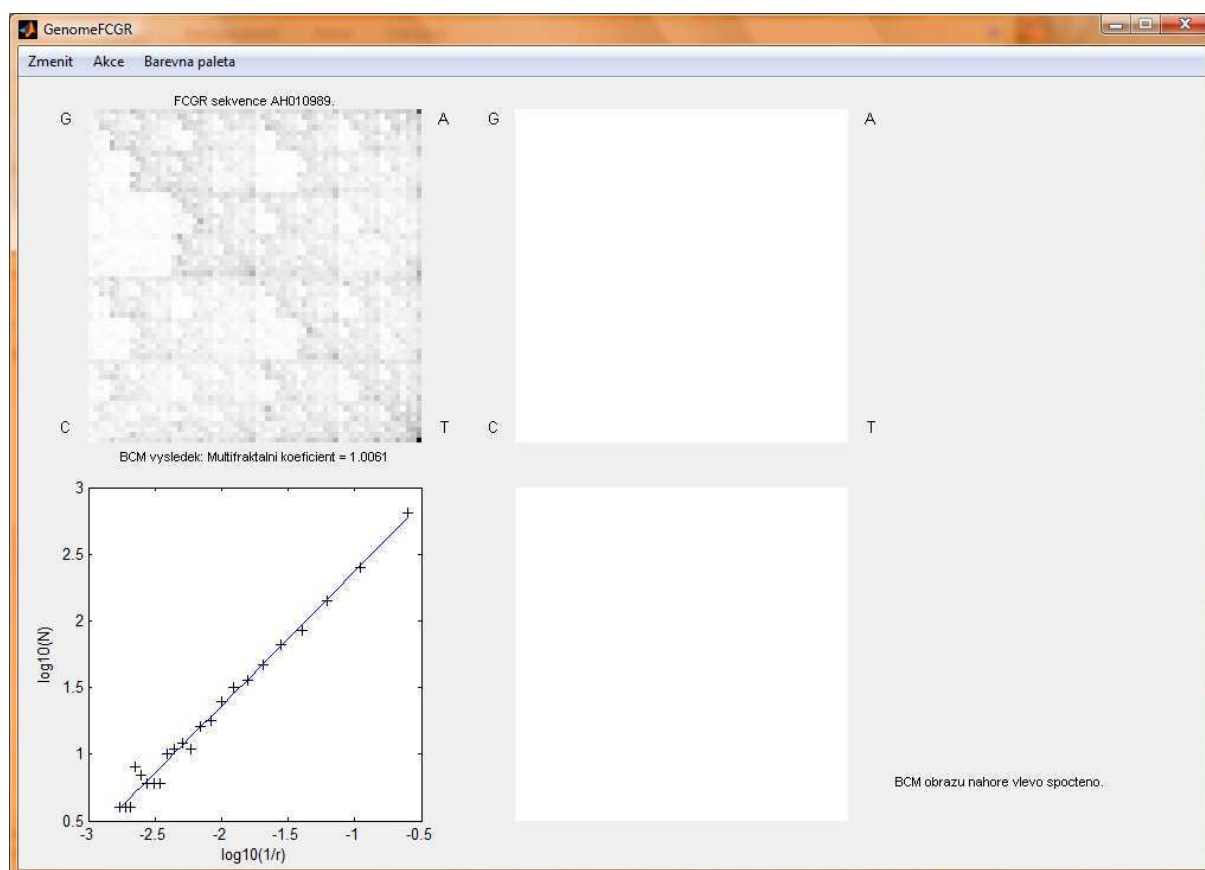 GenomeFCGR
Zmenit Akce Barevna paleta
FCGR sekvence AH010989.
G A G A
C T C T
BCM vysledek: Multifraktalni koeficient = 1.0061
3
2.5
2
1.5
1
0.5
log10(N)
-3 -2.5 -2 -1.5 -1 -0.5
log10(1/r)
BCM obrazu nahore vlevo spocteno.